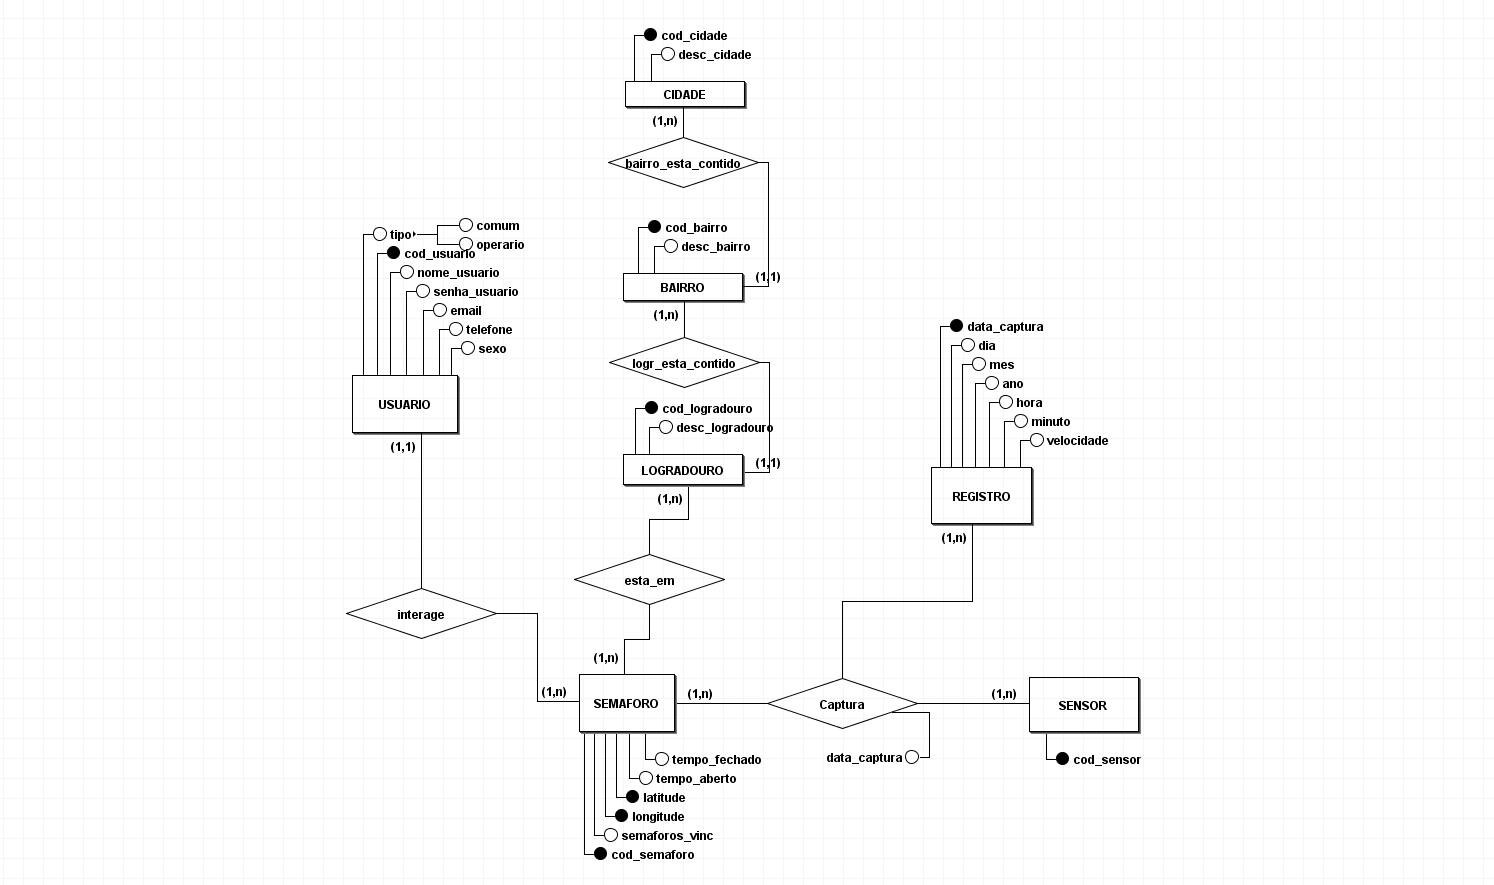 cod_cidade
desc_cidade
CIDADE
(1,n)
bairro_esta_contido
cod_bairro
desc_bairro
(1,1)
BAIRRO
(1,n)
logr_esta_contido
cod_logradouro
desc_logradouro
(1,1)
LOGRADOURO
(1,n)
esta_em
(1,n)
tipo
comum
operario
cod_usuario
nome_usuario
senha_usuario
email
telefone
sexo
USUARIO
(1,1)
interage
(1,n)
SEMAFORO
(1,n)
tempo_fechado
tempo_aberto
latitude
longitude
semaforos_vinc
cod_semaforo
data_captura
dia
mes
ano
hora
minuto
velocidade
REGISTRO
(1,n)
Captura
data_captura
(1,n)
SENSOR
cod_sensor